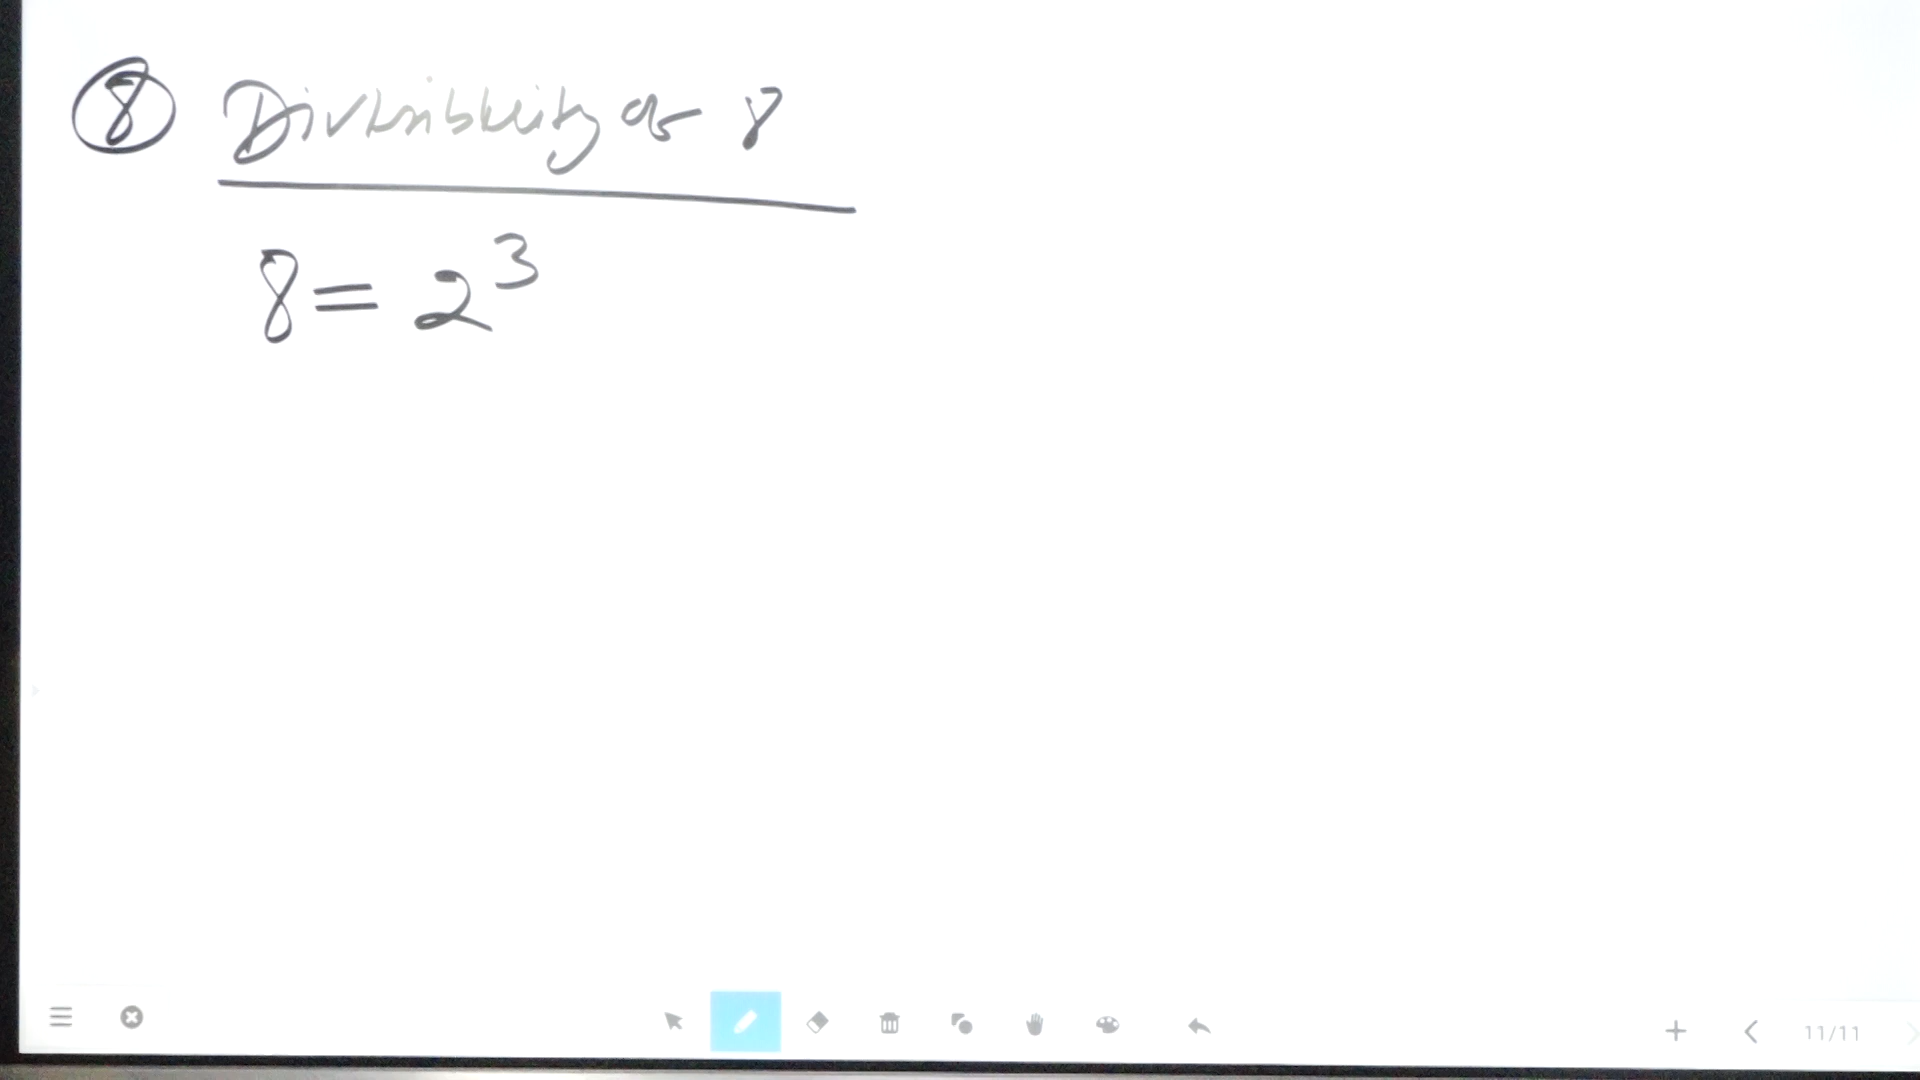 ⑧ Divisibility of 8
8 = 2³
11/11